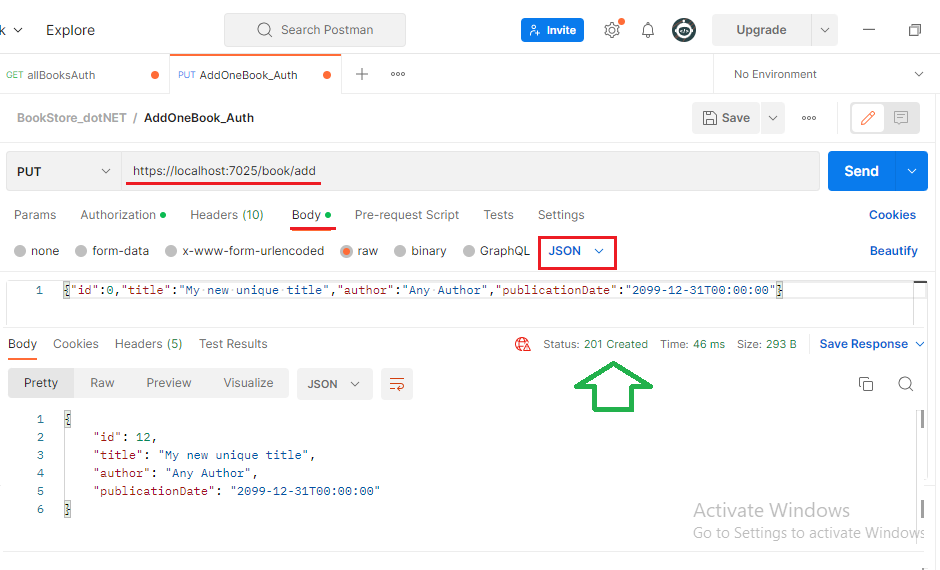 k Explore Search Postman Invite Upgrade
GET allBooksAuth PUT AddOneBook_Auth No Environment
BookStore_dotNET / AddOneBook_Auth Save
PUT https://localhost:7025/book/add Send
Params Authorization Headers (10) Body Pre-request Script Tests Settings Cookies
none form-data x-www-form-urlencoded raw binary GraphQL JSON Beautify
1 {"id":0,"title":"My new unique title","author":"Any Author","publicationDate":"2099-12-31T00:00:00"}
Body Cookies Headers (5) Test Results Status: 201 Created Time: 46 ms Size: 293 B Save Response
Pretty Raw Preview Visualize JSON
1 {
2 "id": 12,
3 "title": "My new unique title",
4 "author": "Any Author",
5 "publicationDate": "2099-12-31T00:00:00"
6 }
Activate Windows
Go to Settings to activate Windows